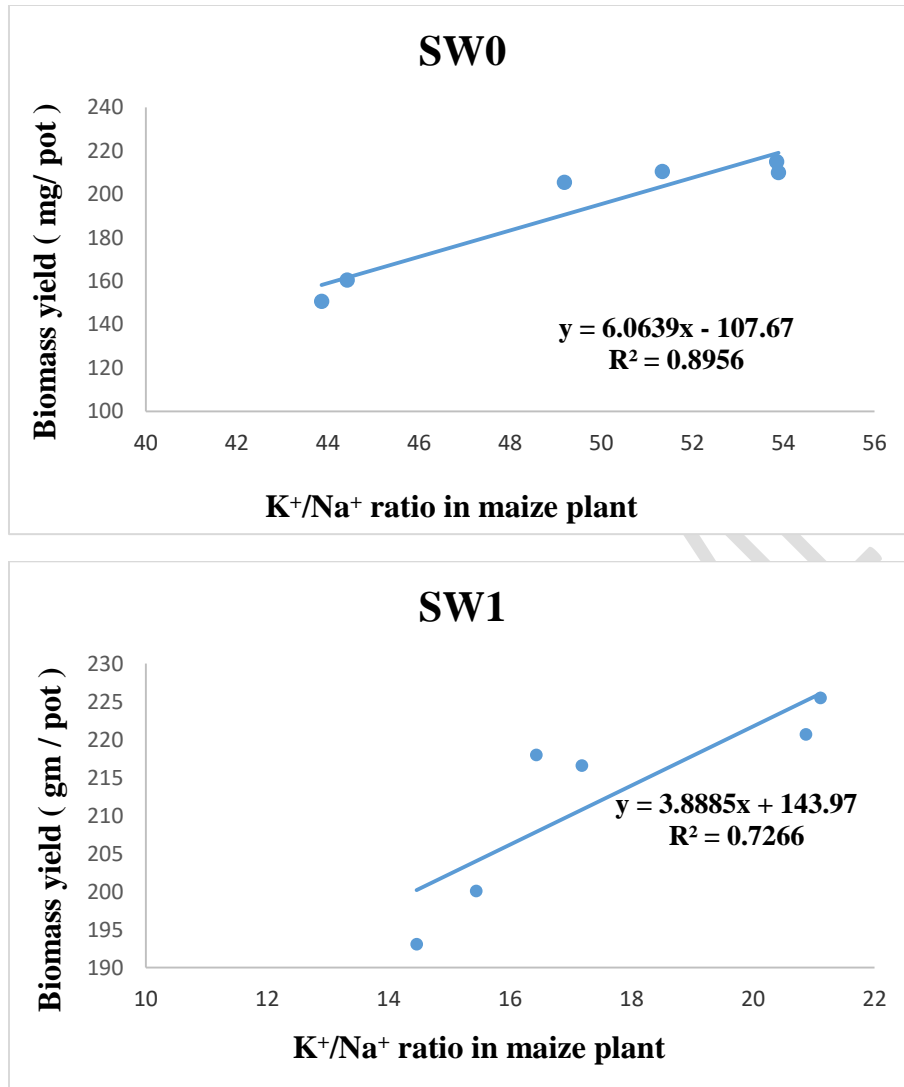 SW0
Biomass yield ( mg/ pot )
240
220
200
180
160
140
120
100
y = 6.0639x - 107.67
R² = 0.8956
40 42 44 46 48 50 52 54 56
K⁺/Na⁺ ratio in maize plant
SW1
Biomass yield ( gm / pot )
230
225
220
215
210
205
200
195
190
y = 3.8885x + 143.97
R² = 0.7266
10 12 14 16 18 20 22
K⁺/Na⁺ ratio in maize plant